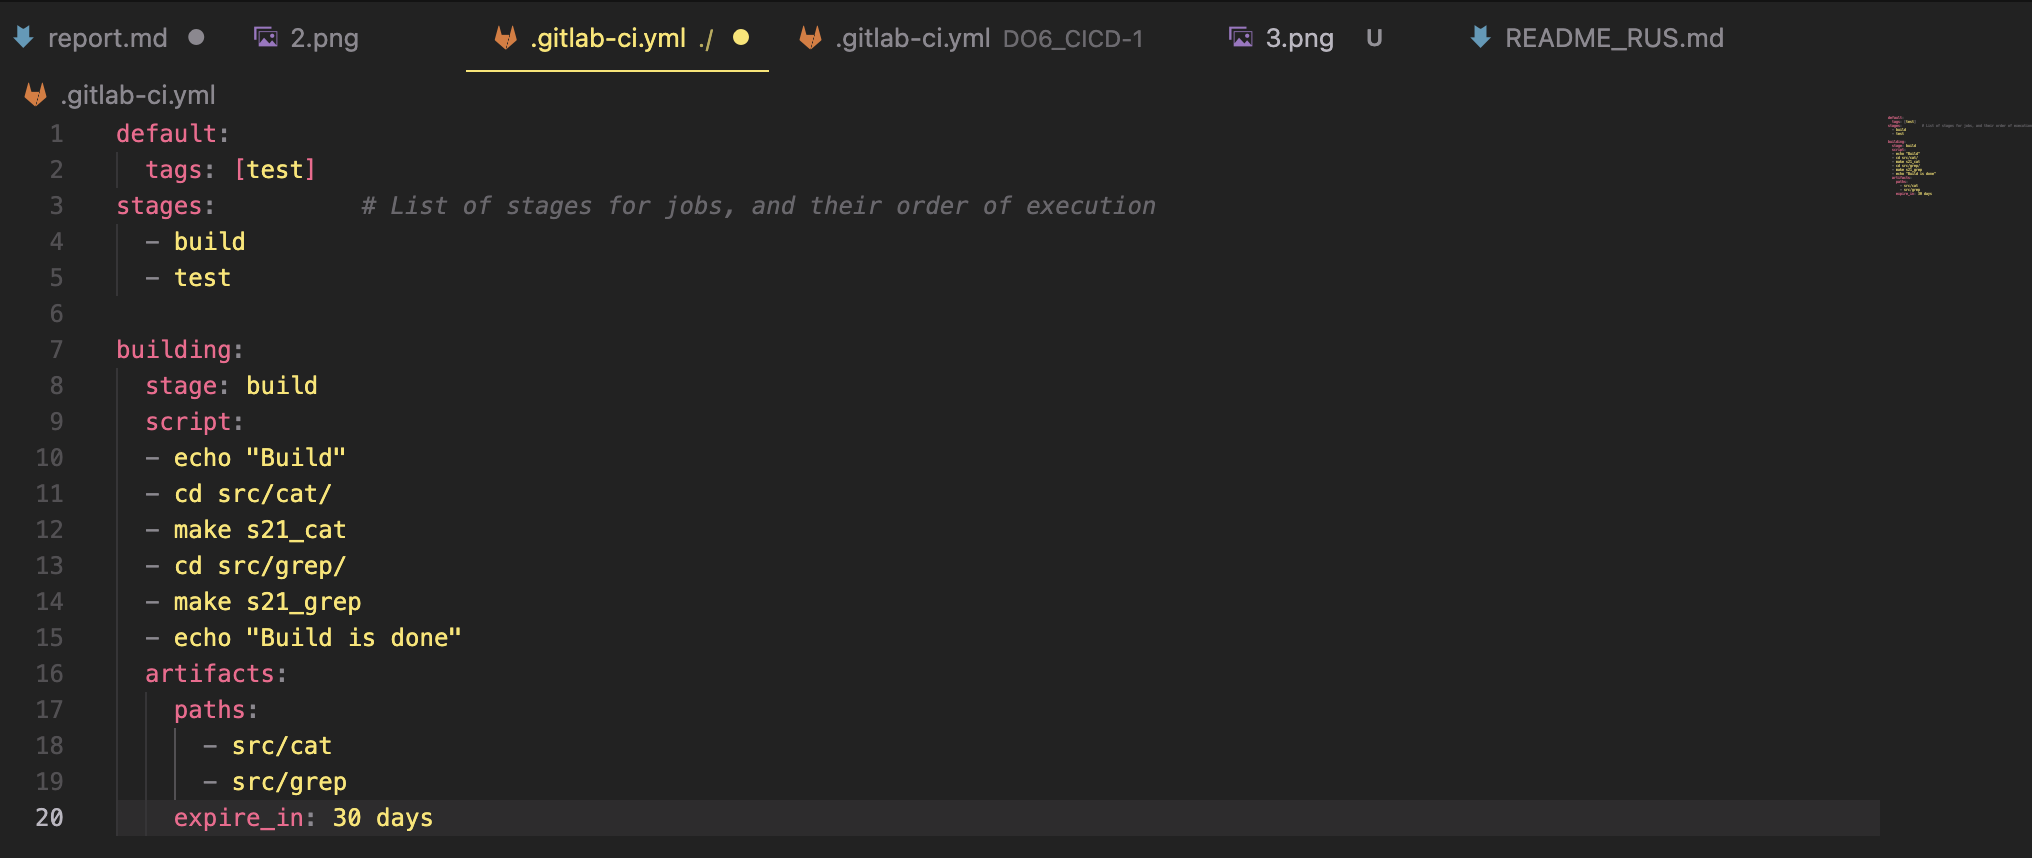 report.md 2.png .gitlab-ci.yml ./ .gitlab-ci.yml DO6_CICD-1 3.png U README_RUS.md
.gitlab-ci.yml
1 default:
2 tags: [test]
3 stages: # List of stages for jobs, and their order of execution
4 - build
5 - test
6
7 building:
8 stage: build
9 script:
10 - echo "Build"
11 - cd src/cat/
12 - make s21_cat
13 - cd src/grep/
14 - make s21_grep
15 - echo "Build is done"
16 artifacts:
17 paths:
18 - src/cat
19 - src/grep
20 expire_in: 30 days